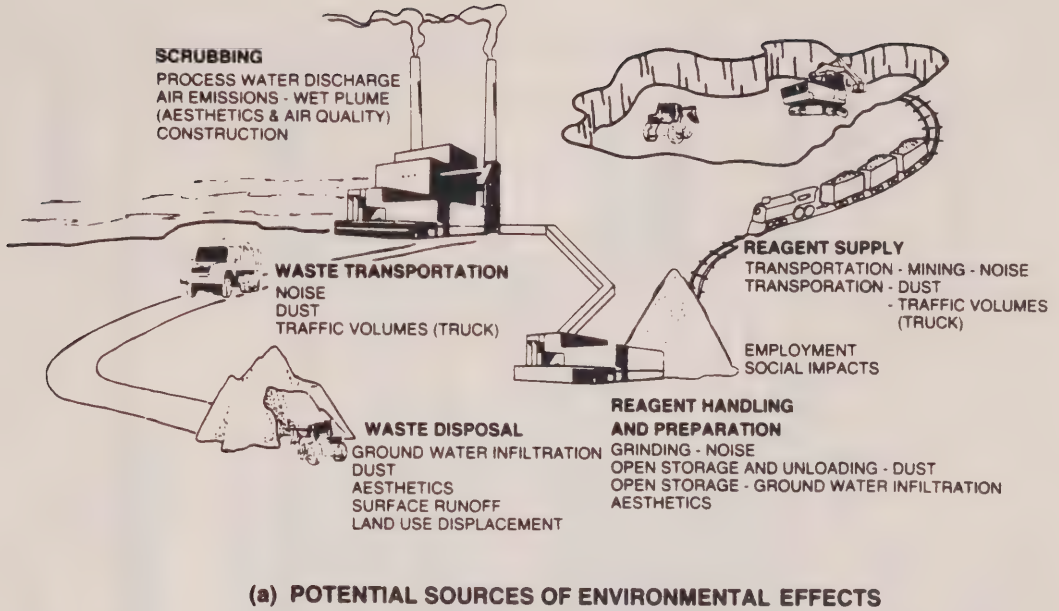 SCRUBBING
PROCESS WATER DISCHARGE
AIR EMISSIONS - WET PLUME
(AESTHETICS & AIR QUALITY)
CONSTRUCTION
WASTE TRANSPORTATION
NOISE
DUST
TRAFFIC VOLUMES (TRUCK)
REAGENT SUPPLY
TRANSPORTATION - MINING - NOISE
TRANSPORATION - DUST
- TRAFFIC VOLUMES
(TRUCK)
EMPLOYMENT
SOCIAL IMPACTS
WASTE DISPOSAL
GROUND WATER INFILTRATION
DUST
AESTHETICS
SURFACE RUNOFF
LAND USE DISPLACEMENT
REAGENT HANDLING
AND PREPARATION
GRINDING - NOISE
OPEN STORAGE AND UNLOADING - DUST
OPEN STORAGE - GROUND WATER INFILTRATION
AESTHETICS
(a) POTENTIAL SOURCES OF ENVIRONMENTAL EFFECTS